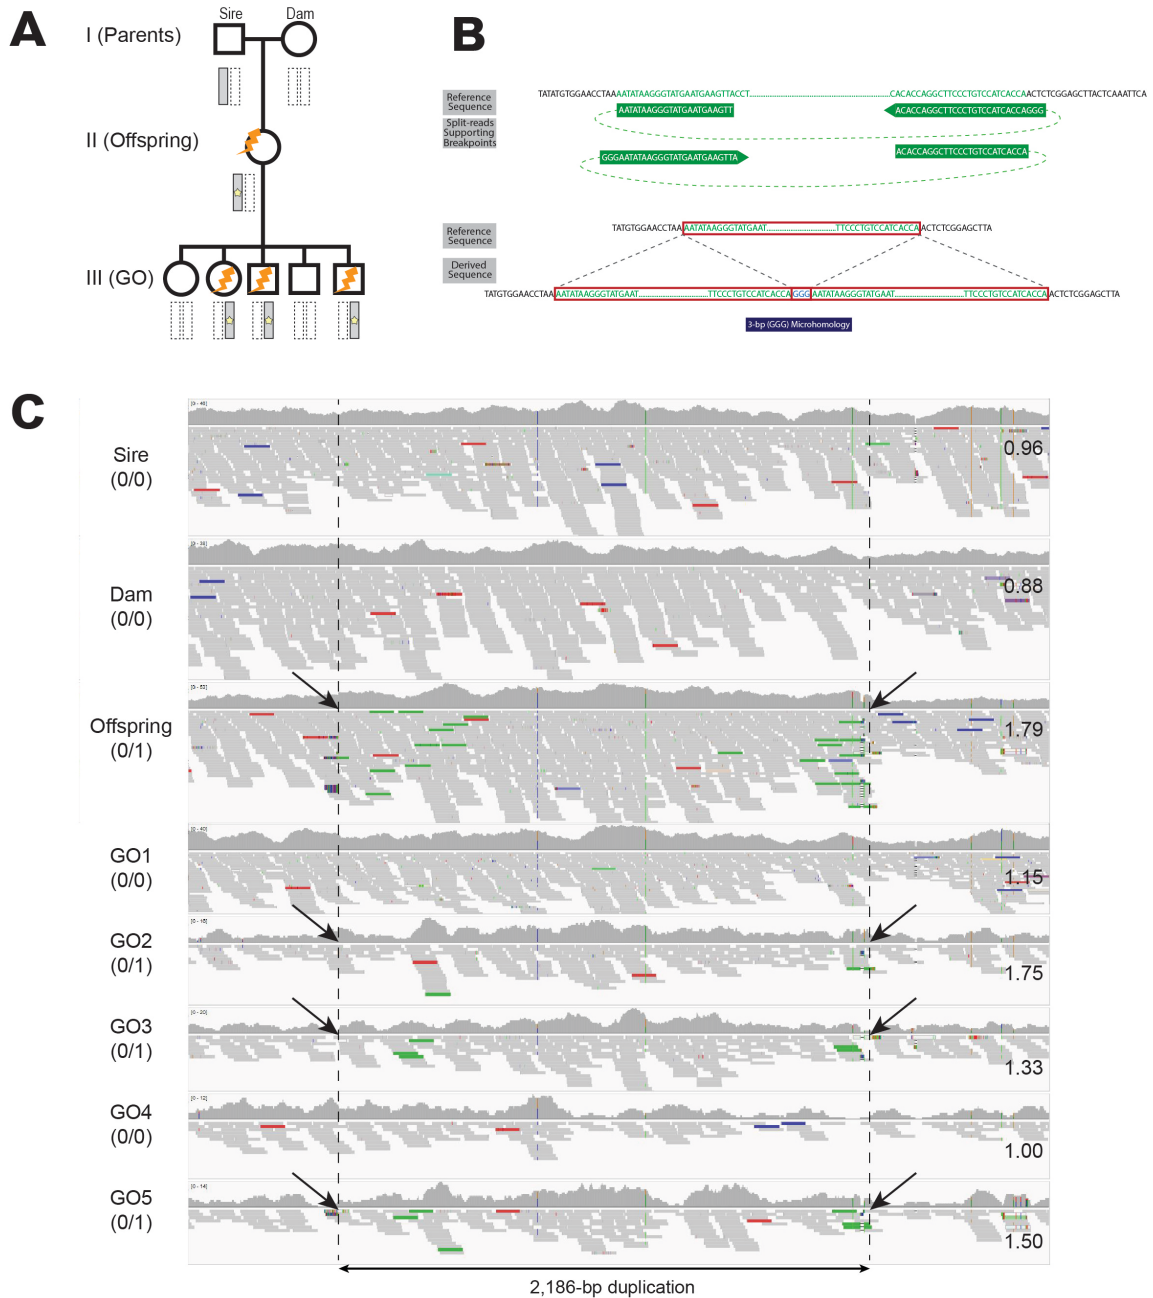 A
B
Sire
Dam
I (Parents)
II (Offspring)
III (GO)
TATATGTGGAACCTAAAATATAAGGGTATGAATGAAGTTACCT
CACACCAGGCTTCCCTGTCCATCACCAACTCTCGGAGCTTACTCAAATTCA
Reference
Sequence
AATATAAGGGTATGAATGAAGTT
ACACCAGGCTTCCCTGTCCATCACCAGGG
Split-reads
Supporting
Breakpoints
GGGAATATAAGGGTATGAATGAAGTTA
ACACCAGGCTTCCCTGTCCATCACCA
Reference
Sequence
TATGTGGAACCTAAAATATAAGGGTATGAAT
TTCCCTGTCCATCACCAACTCTCGGAGCTTA
Derived
Sequence
TATGTGGAACCTAAAATATAAGGGTATGAAT
TTCCCTGTCCATCACCAGGGAATATAAGGGTATGAAT
TTCCCTGTCCATCACCAACTCTCGGAGCTTA
3-bp (GGG) Microhomology
C
Sire
(0/0)
0.96
Dam
(0/0)
0.88
Offspring
(0/1)
1.79
GO1
(0/0)
1.15
GO2
(0/1)
1.75
GO3
(0/1)
1.33
GO4
(0/0)
1.00
GO5
(0/1)
1.50
2,186-bp duplication